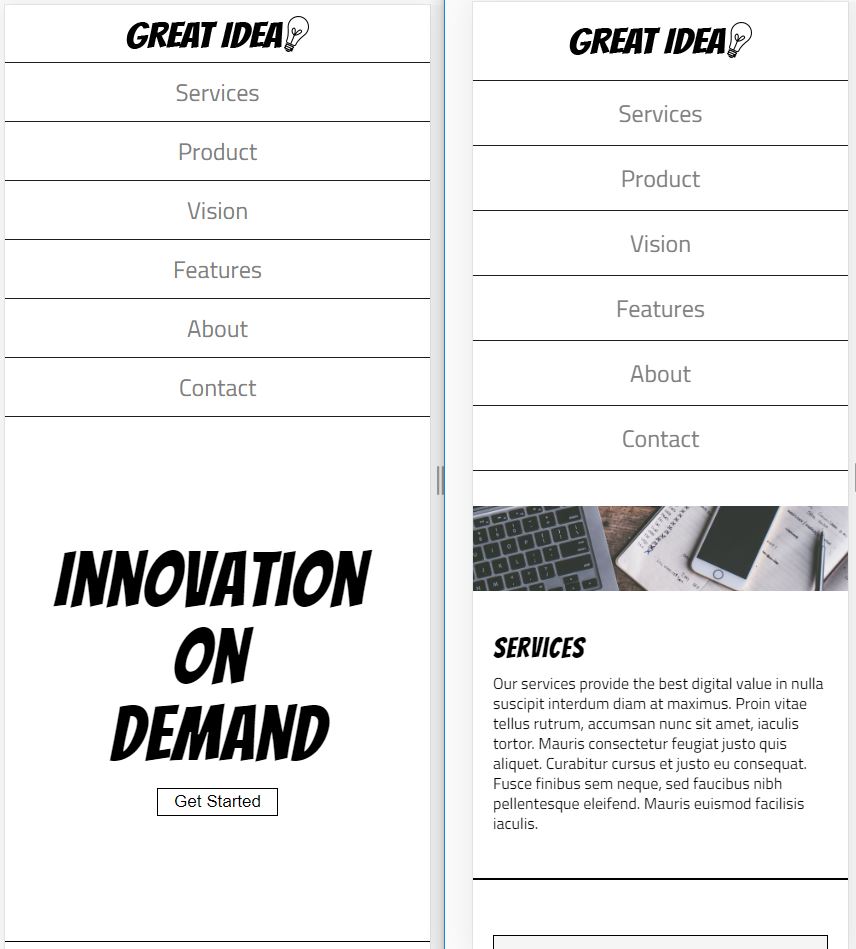 GREAT IDEA
Services
Product
Vision
Features
About
Contact
INNOVATION
ON
DEMAND
Get Started
GREAT IDEA
Services
Product
Vision
Features
About
Contact
SERVICES
Our services provide the best digital value in nulla
suscipit interdum diam at maximus. Proin vitae
tellus rutrum, accumsan nunc sit amet, iaculis
tortor. Mauris consectetur feugiat justo quis
aliquet. Curabitur cursus et justo eu consequat.
Fusce finibus sem neque, sed faucibus nibh
pellentesque eleifend. Mauris euismod facilisis
iaculis.